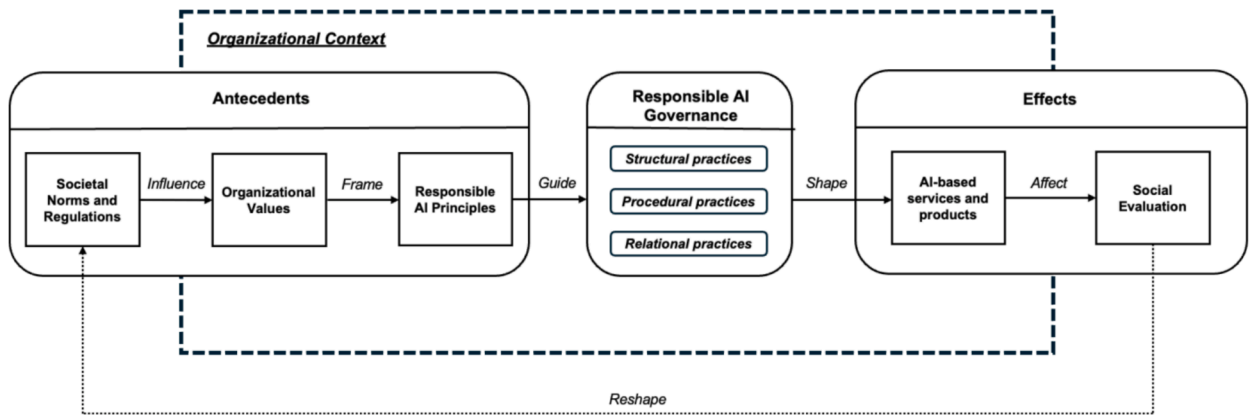 Organizational Context
Antecedents
Societal
Norms and
Regulations
Influence
Organizational
Values
Frame
Responsible
AI Principles
Guide
Responsible AI
Governance
Structural practices
Procedural practices
Relational practices
Shape
Effects
AI-based
services and
products
Affect
Social
Evaluation
Reshape